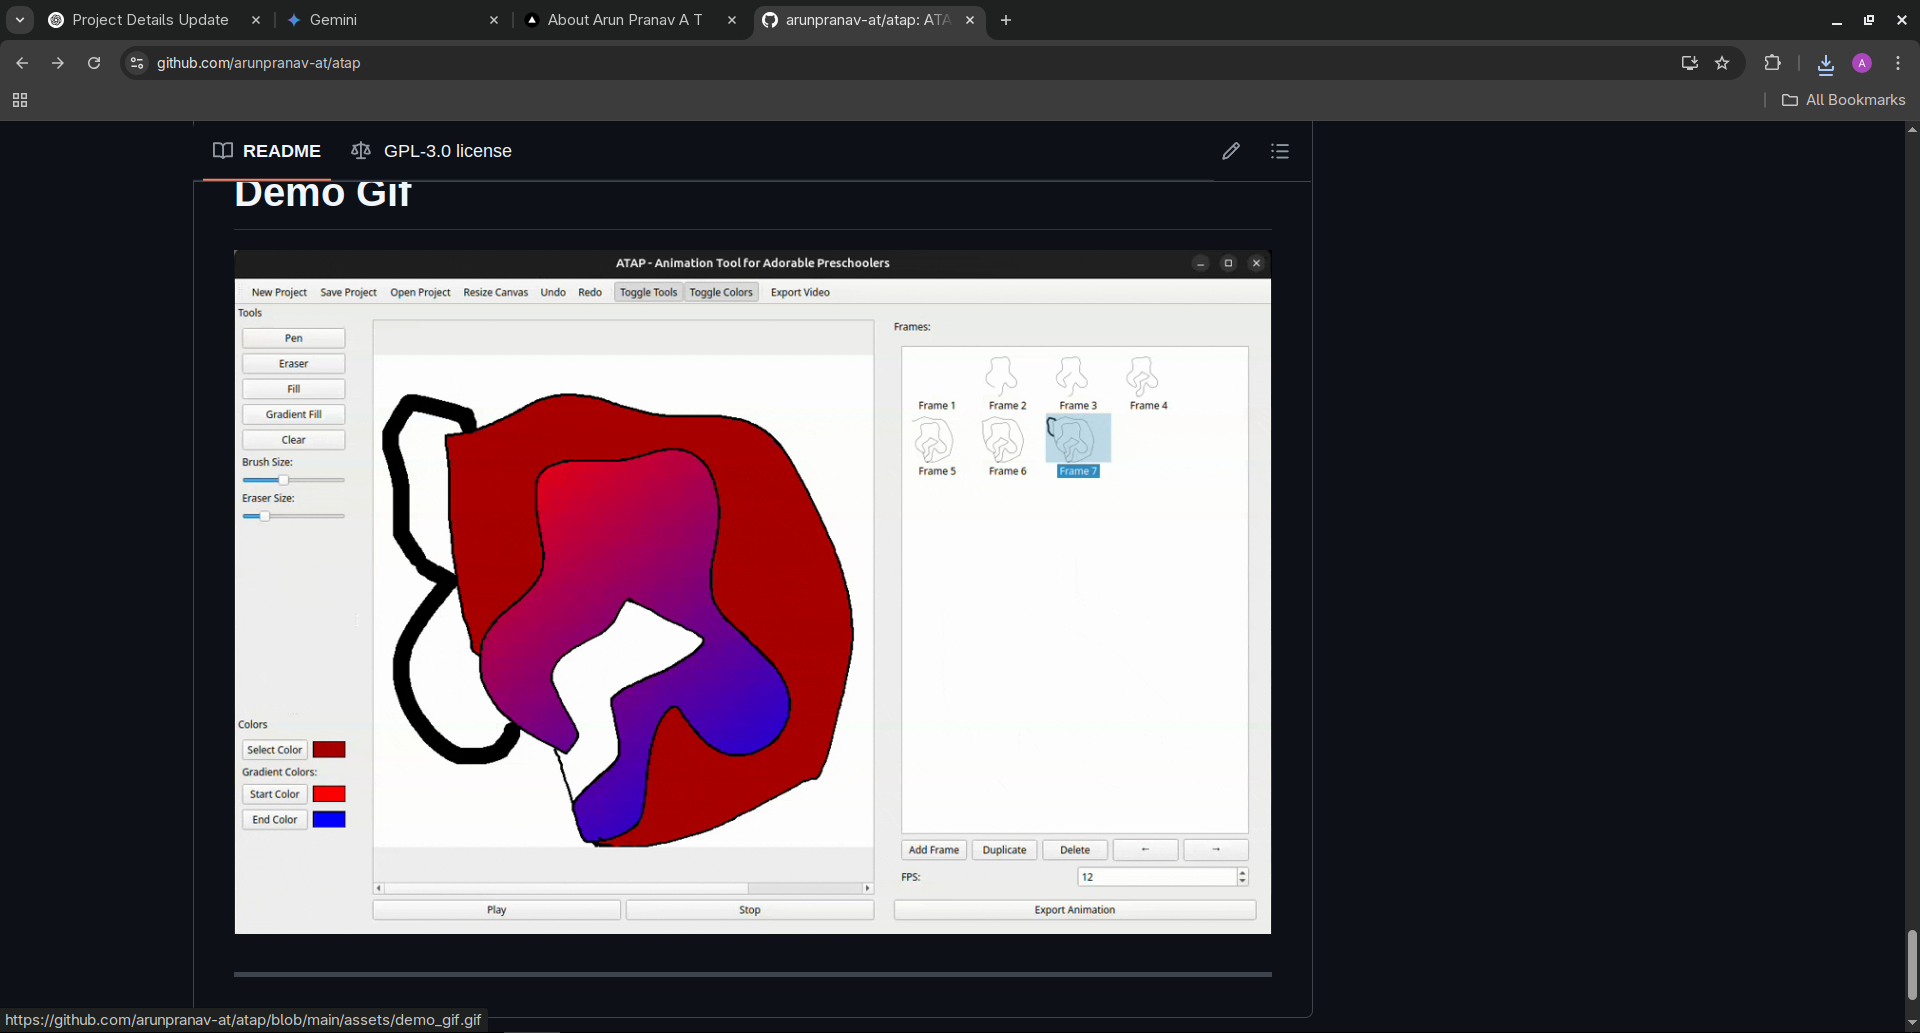 Project Details Update
Gemini
About Arun Pranav A T
arunpranav-at/atap: ATA
github.com/arunpranav-at/atap
A
All Bookmarks
README
GPL-3.0 license
Demo Gif
ATAP - Animation Tool for Adorable Preschoolers
New Project Save Project Open Project Resize Canvas Undo Redo Toggle Tools Toggle Colors Export Video
Tools
Pen
Eraser
Fill
Gradient Fill
Clear
Brush Size:
Eraser Size:
Colors
Select Color
Gradient Colors:
Start Color
End Color
Play
Stop
Frames:
Frame 1 Frame 2 Frame 3 Frame 4
Frame 5 Frame 6 Frame 7
Add Frame Duplicate Delete ← →
FPS: 12
Export Animation
https://github.com/arunpranav-at/atap/blob/main/assets/demo_gif.gif